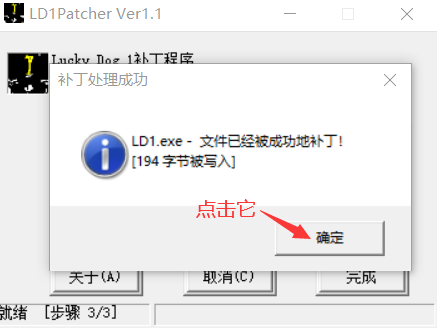 LD1Patcher Ver1.1
Lucky Dog 1补丁程序
补丁处理成功
LD1.exe - 文件已经被成功地补丁!
[194 字节被写入]
点击它
确定
关于(A)
取消(C)
完成
就绪 [步骤 3/3]